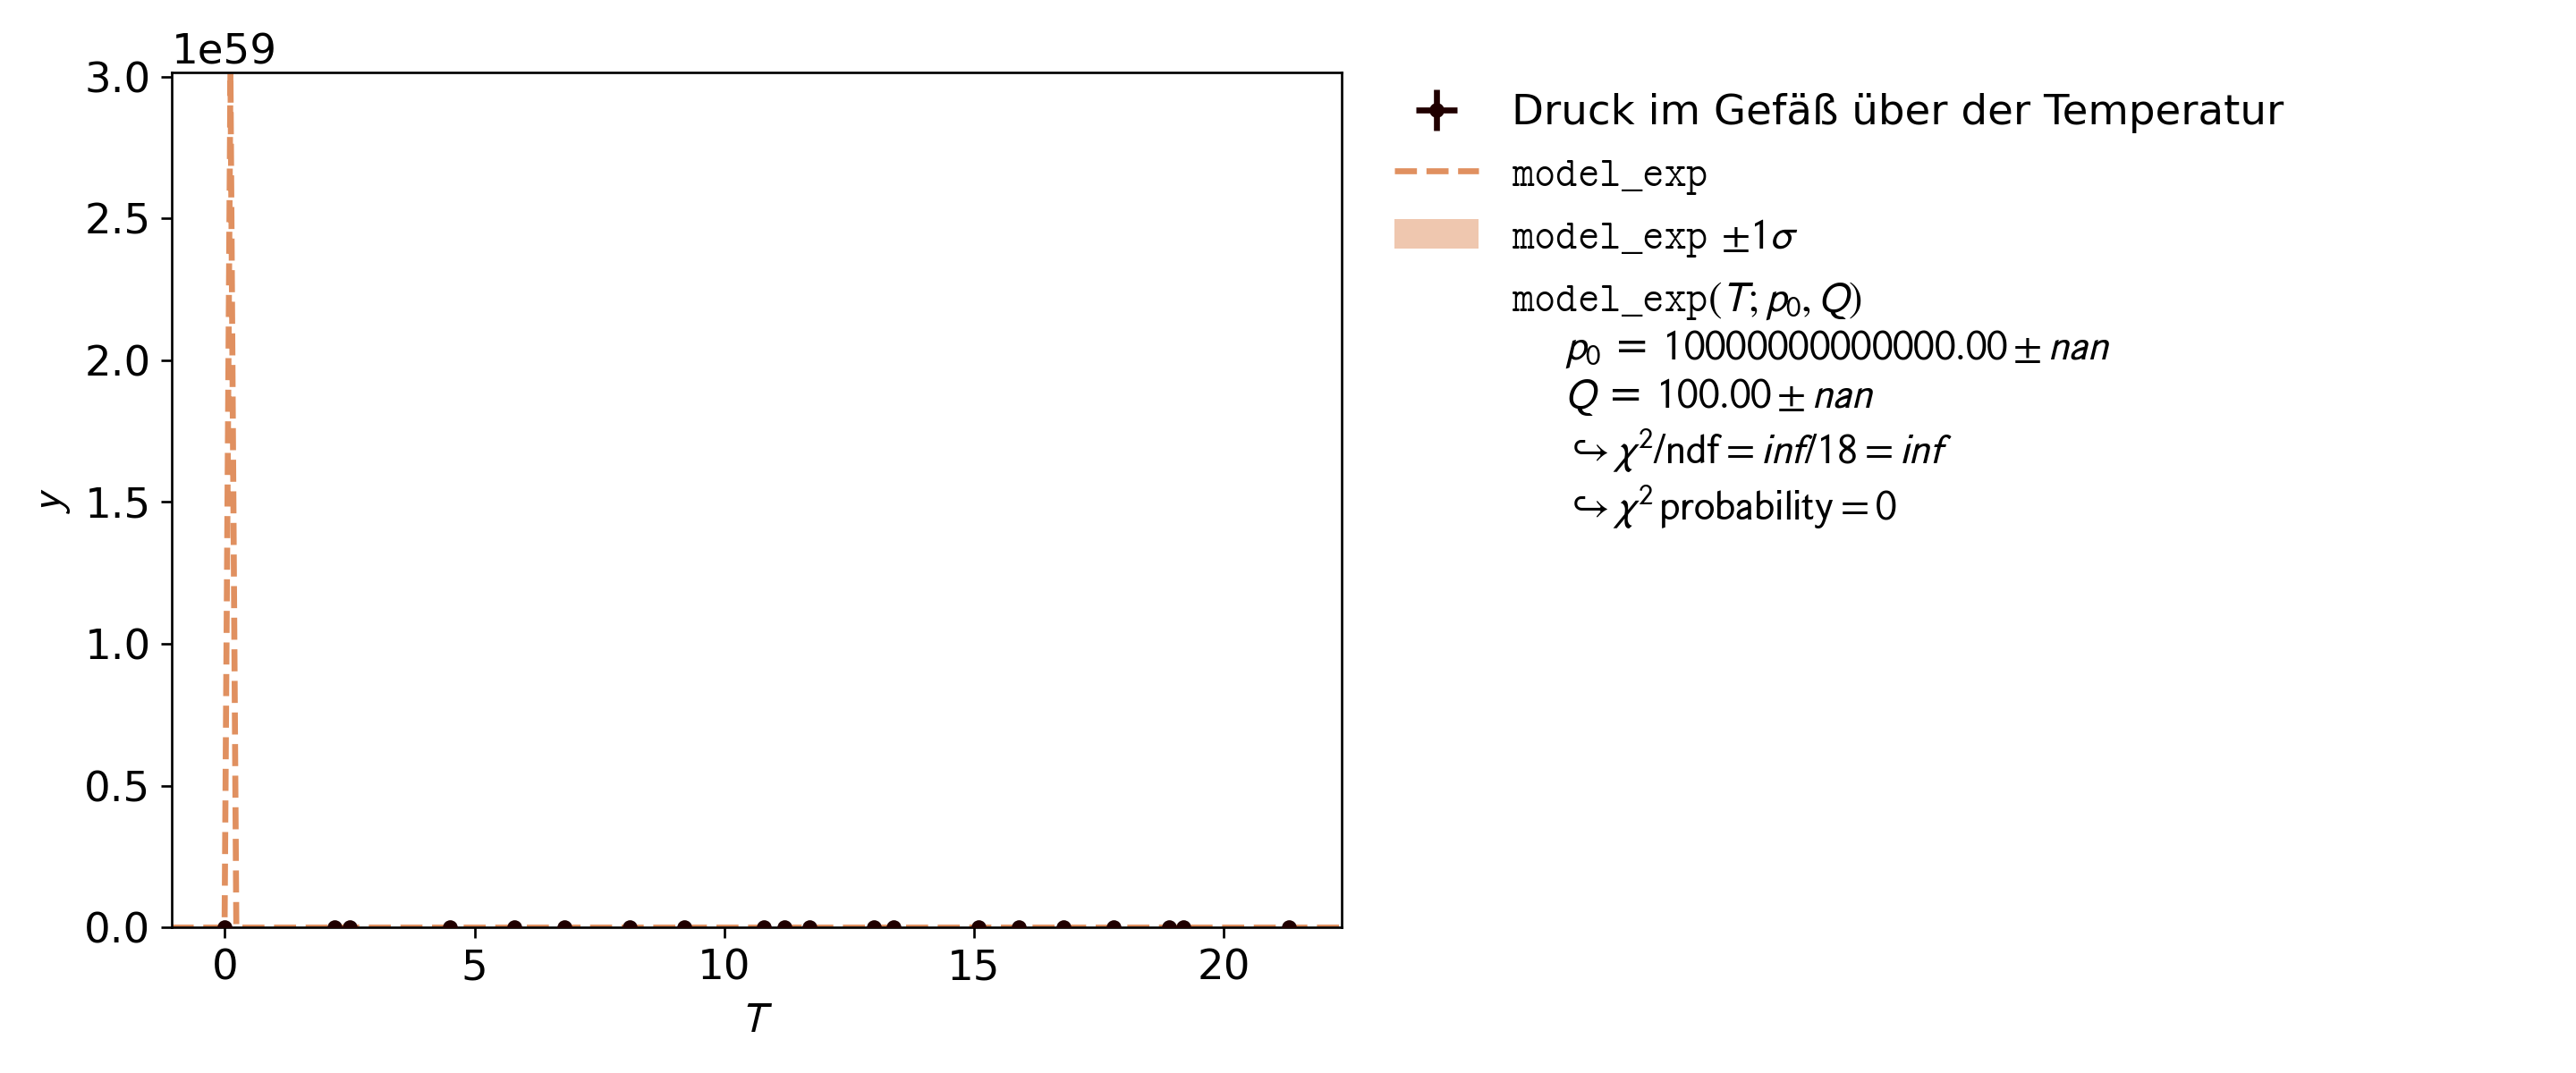 1e59
3.0
2.5
2.0
1.5
1.0
0.5
0.0
y
0 5 10 15 20
T
Druck im Gefäß über der Temperatur
model_exp
model_exp ±1σ
model_exp(T; p₀, Q)
p₀ = 10000000000000.00 ± nan
Q = 100.00 ± nan
↪ χ²/ndf = inf/18 = inf
↪ χ² probability = 0